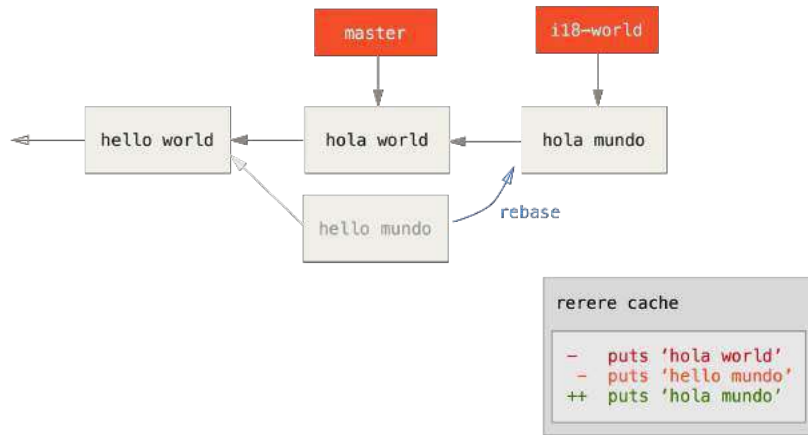 master
i18-world
hello world
hola world
hola mundo
hello mundo
rebase
rerere cache
-   puts ‘hola world’
 -  puts ‘hello mundo’
++  puts ‘hola mundo’